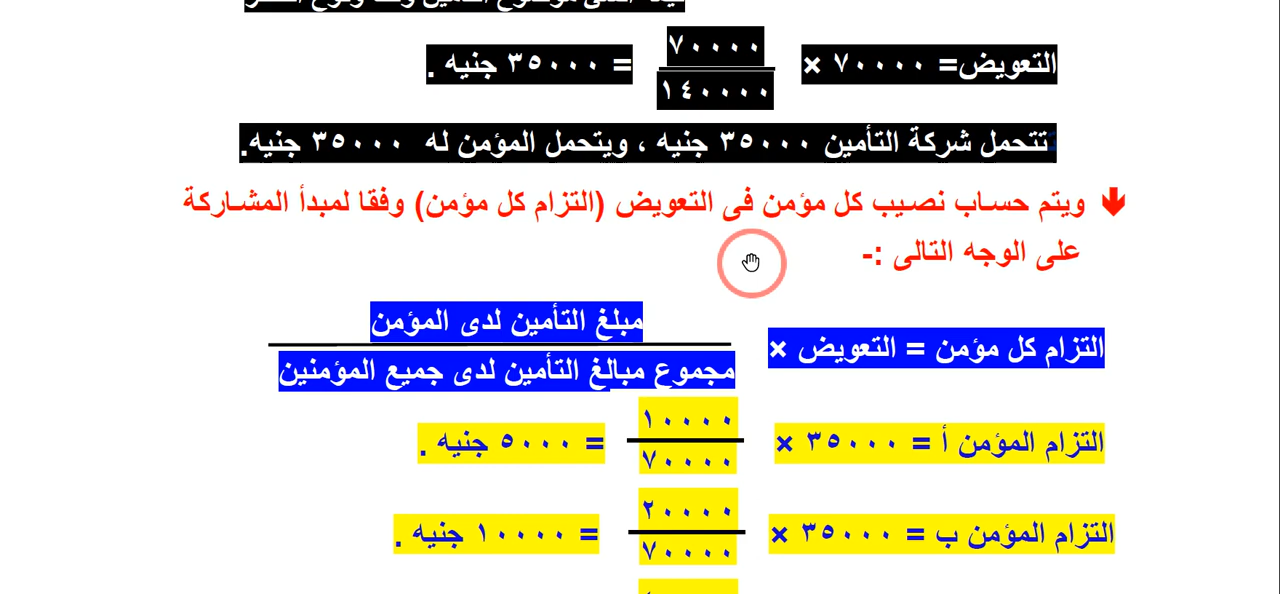 التعويض= ٧٠٠٠٠ × ٧٠٠٠٠ / ١٤٠٠٠٠ = ٣٥٠٠٠ جنيه .
تتحمل شركة التأمين ٣٥٠٠٠ جنيه ، ويتحمل المؤمن له ٣٥٠٠٠ جنيه.
ويتم حساب نصيب كل مؤمن فى التعويض (التزام كل مؤمن) وفقا لمبدأ المشاركة
على الوجه التالى :-
التزام كل مؤمن = التعويض × مبلغ التأمين لدى المؤمن / مجموع مبالغ التأمين لدى جميع المؤمنين
التزام المؤمن أ = ٣٥٠٠٠ × ١٠٠٠٠ / ٧٠٠٠٠ = ٥٠٠٠ جنيه .
التزام المؤمن ب = ٣٥٠٠٠ × ٢٠٠٠٠ / ٧٠٠٠٠ = ١٠٠٠٠ جنيه .